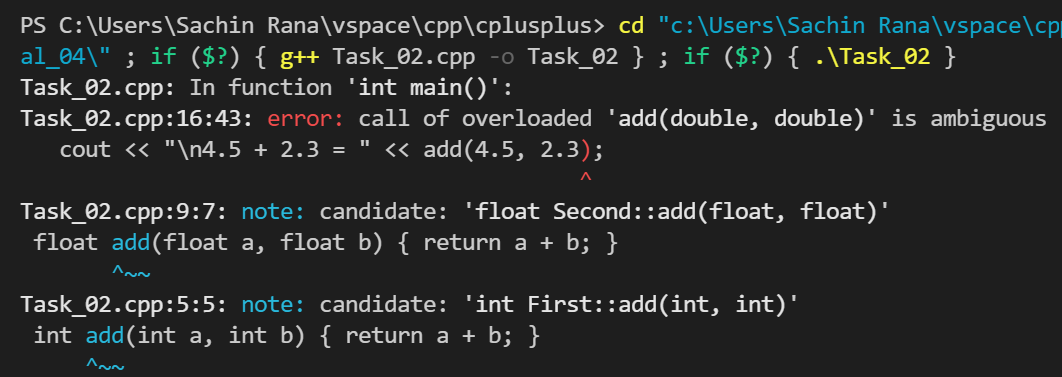 PS C:\Users\Sachin Rana\vspace\cpp\cplusplus> cd "c:\Users\Sachin Rana\vspace\cpp
al_04\" ; if ($?) { g++ Task_02.cpp -o Task_02 } ; if ($?) { .\Task_02 }
Task_02.cpp: In function 'int main()':
Task_02.cpp:16:43: error: call of overloaded 'add(double, double)' is ambiguous
   cout << "\n4.5 + 2.3 = " << add(4.5, 2.3);
                                           ^
Task_02.cpp:9:7: note: candidate: 'float Second::add(float, float)'
 float add(float a, float b) { return a + b; }
       ^~~
Task_02.cpp:5:5: note: candidate: 'int First::add(int, int)'
 int add(int a, int b) { return a + b; }
     ^~~